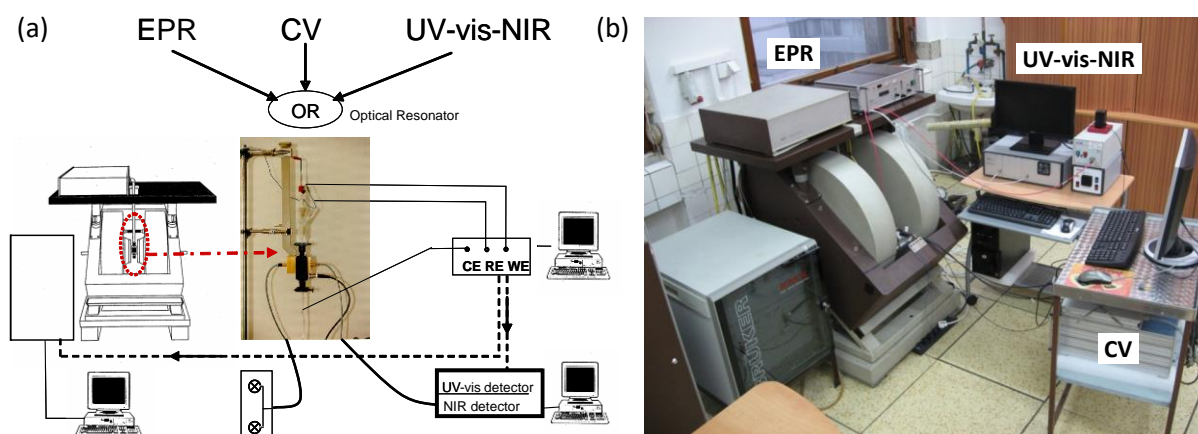 (a)
EPR
CV
UV-vis-NIR
OR
Optical Resonator
CE RE WE
UV-vis detector
NIR detector
(b)
EPR
UV-vis-NIR
BRUKER
CV